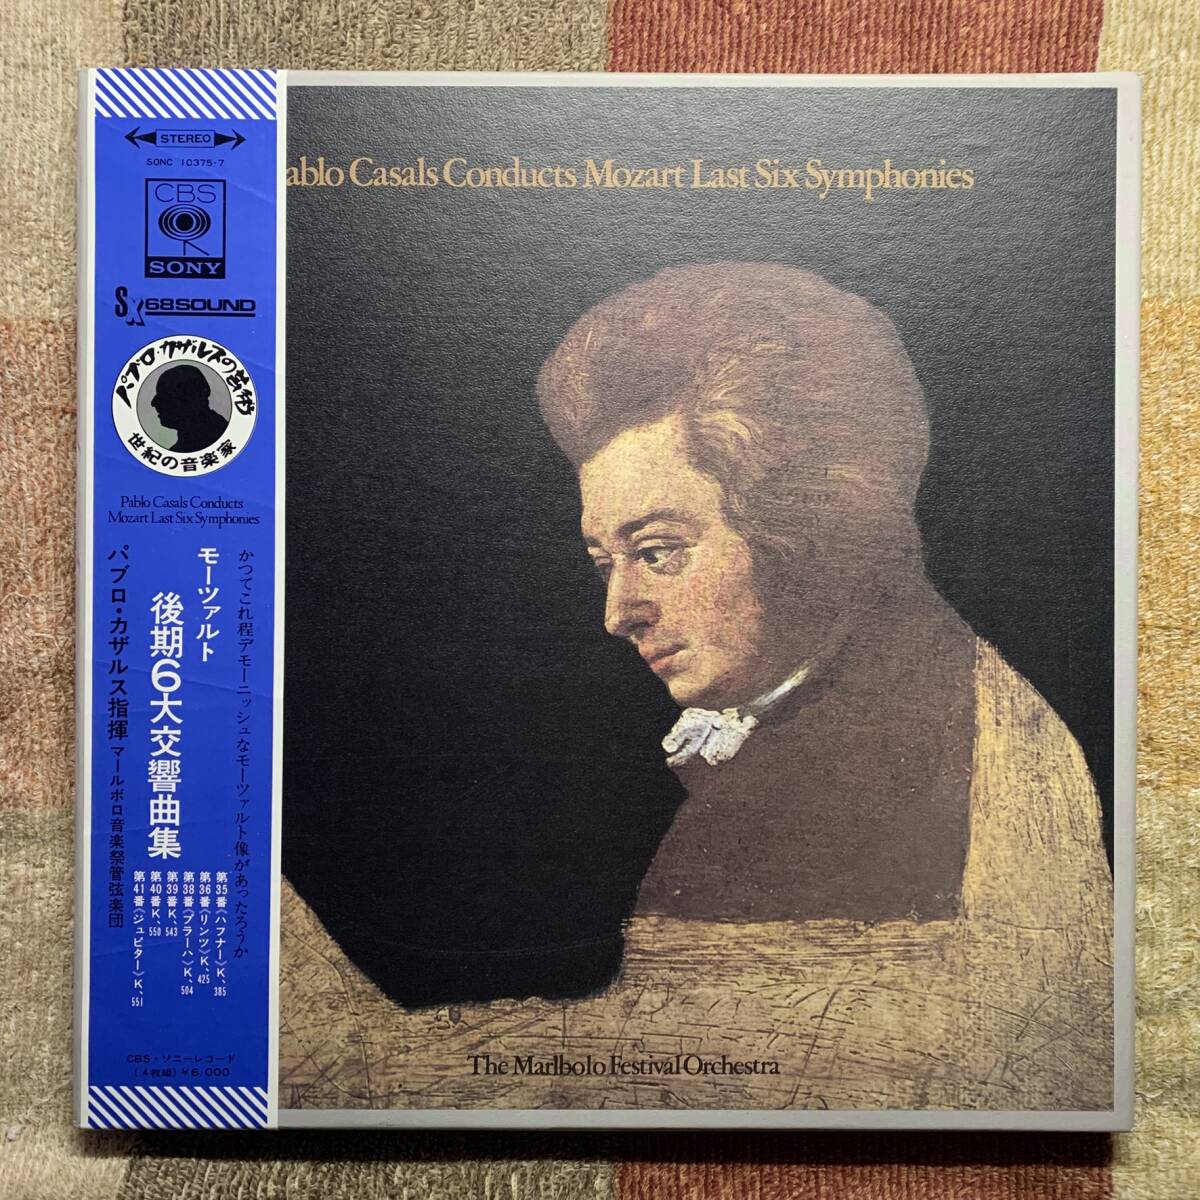 STEREO
SONC 10375-7
CBS
SONY
SX68SOUND
パブロ・カザルスの芸術
世紀の音楽家
Pablo Casals Conducts
Mozart Last Six Symphonies
かつてこれ程デモーニッシュなモーツァルト像があったろうか
モーツァルト
後期6大交響曲集
パブロ・カザルス指揮 マールボロ音楽祭管弦楽団
第35番《ハフナー》K、385
第36番《リンツ》K、425
第38番《プラーハ》K、504
第39番K、543
第40番K、550
第41番《ジュピター》K、551
CBS・ソニーレコード
(4枚組)¥6,000
ablo Casals Conducts Mozart Last Six Symphonies
The Marlbolo Festival Orchestra